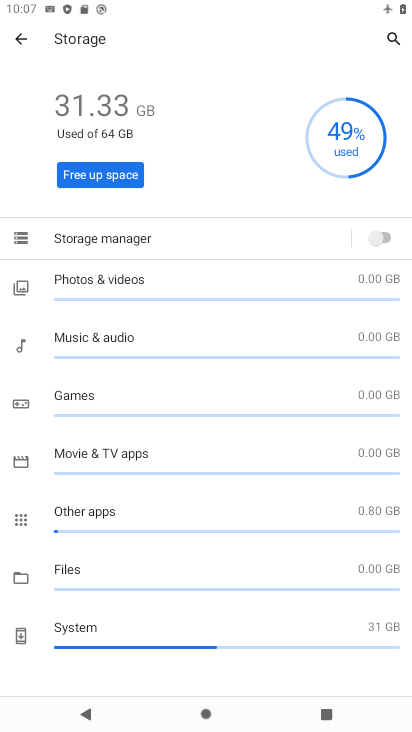 10:07
Storage
31.33 GB
Used of 64 GB
49%
used
Free up space
Storage manager
Photos & videos 0.00 GB
Music & audio 0.00 GB
Games 0.00 GB
Movie & TV apps 0.00 GB
Other apps 0.80 GB
Files 0.00 GB
System 31 GB